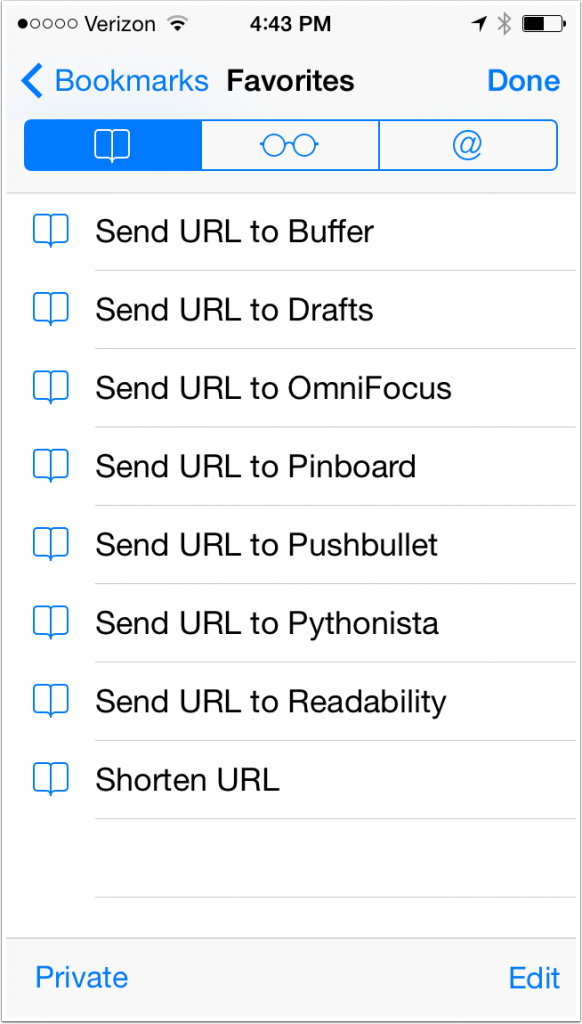 Verizon 4:43 PM
Bookmarks Favorites Done
@
Send URL to Buffer
Send URL to Drafts
Send URL to OmniFocus
Send URL to Pinboard
Send URL to Pushbullet
Send URL to Pythonista
Send URL to Readability
Shorten URL
Private Edit